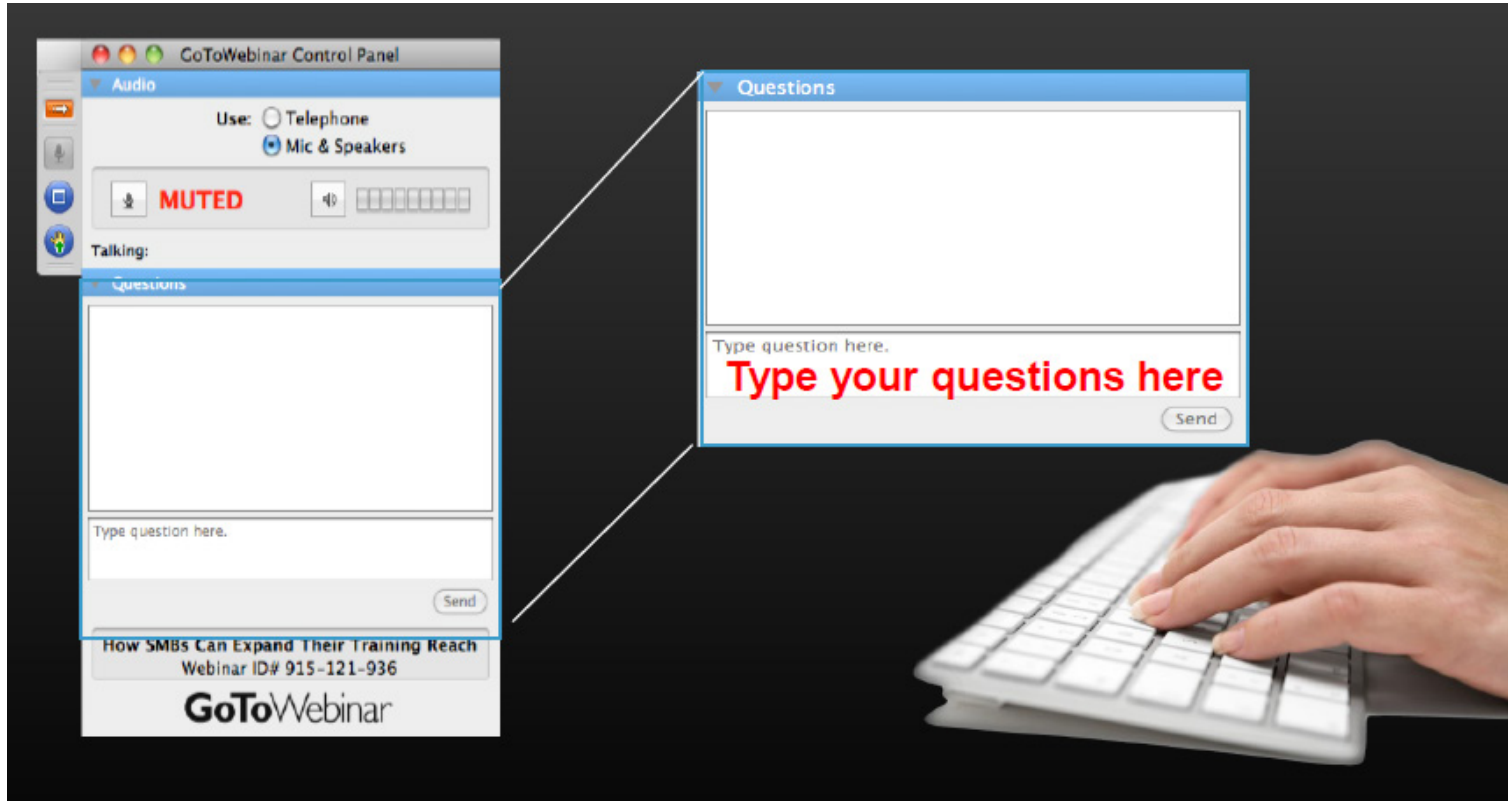 GoToWebinar Control Panel
Audio
Use: Telephone
Mic & Speakers
MUTED
Talking:
Questions
Type question here.
Send
How SMBs Can Expand Their Training Reach
Webinar ID# 915-121-936
GoToWebinar
Questions
Type question here.
Type your questions here
Send